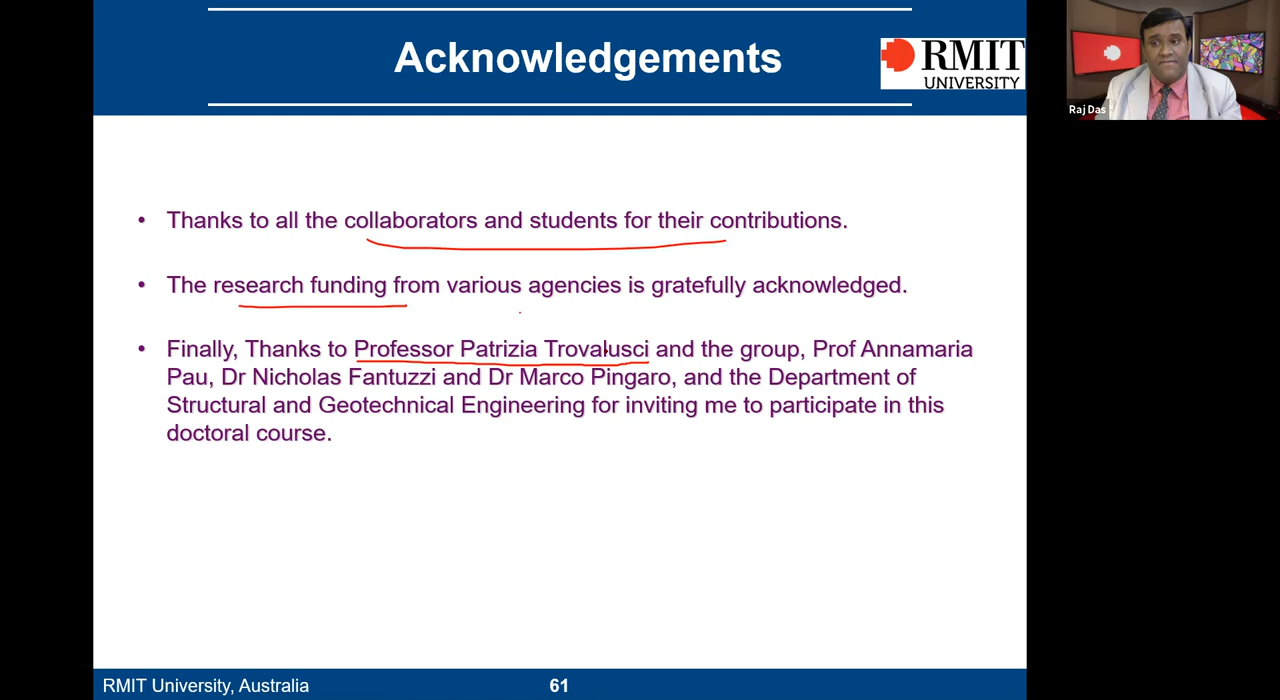 Acknowledgements
RMIT
UNIVERSITY
Raj Das
• Thanks to all the collaborators and students for their contributions.
• The research funding from various agencies is gratefully acknowledged.
• Finally, Thanks to Professor Patrizia Trovalusci and the group, Prof Annamaria
Pau, Dr Nicholas Fantuzzi and Dr Marco Pingaro, and the Department of
Structural and Geotechnical Engineering for inviting me to participate in this
doctoral course.
RMIT University, Australia
61